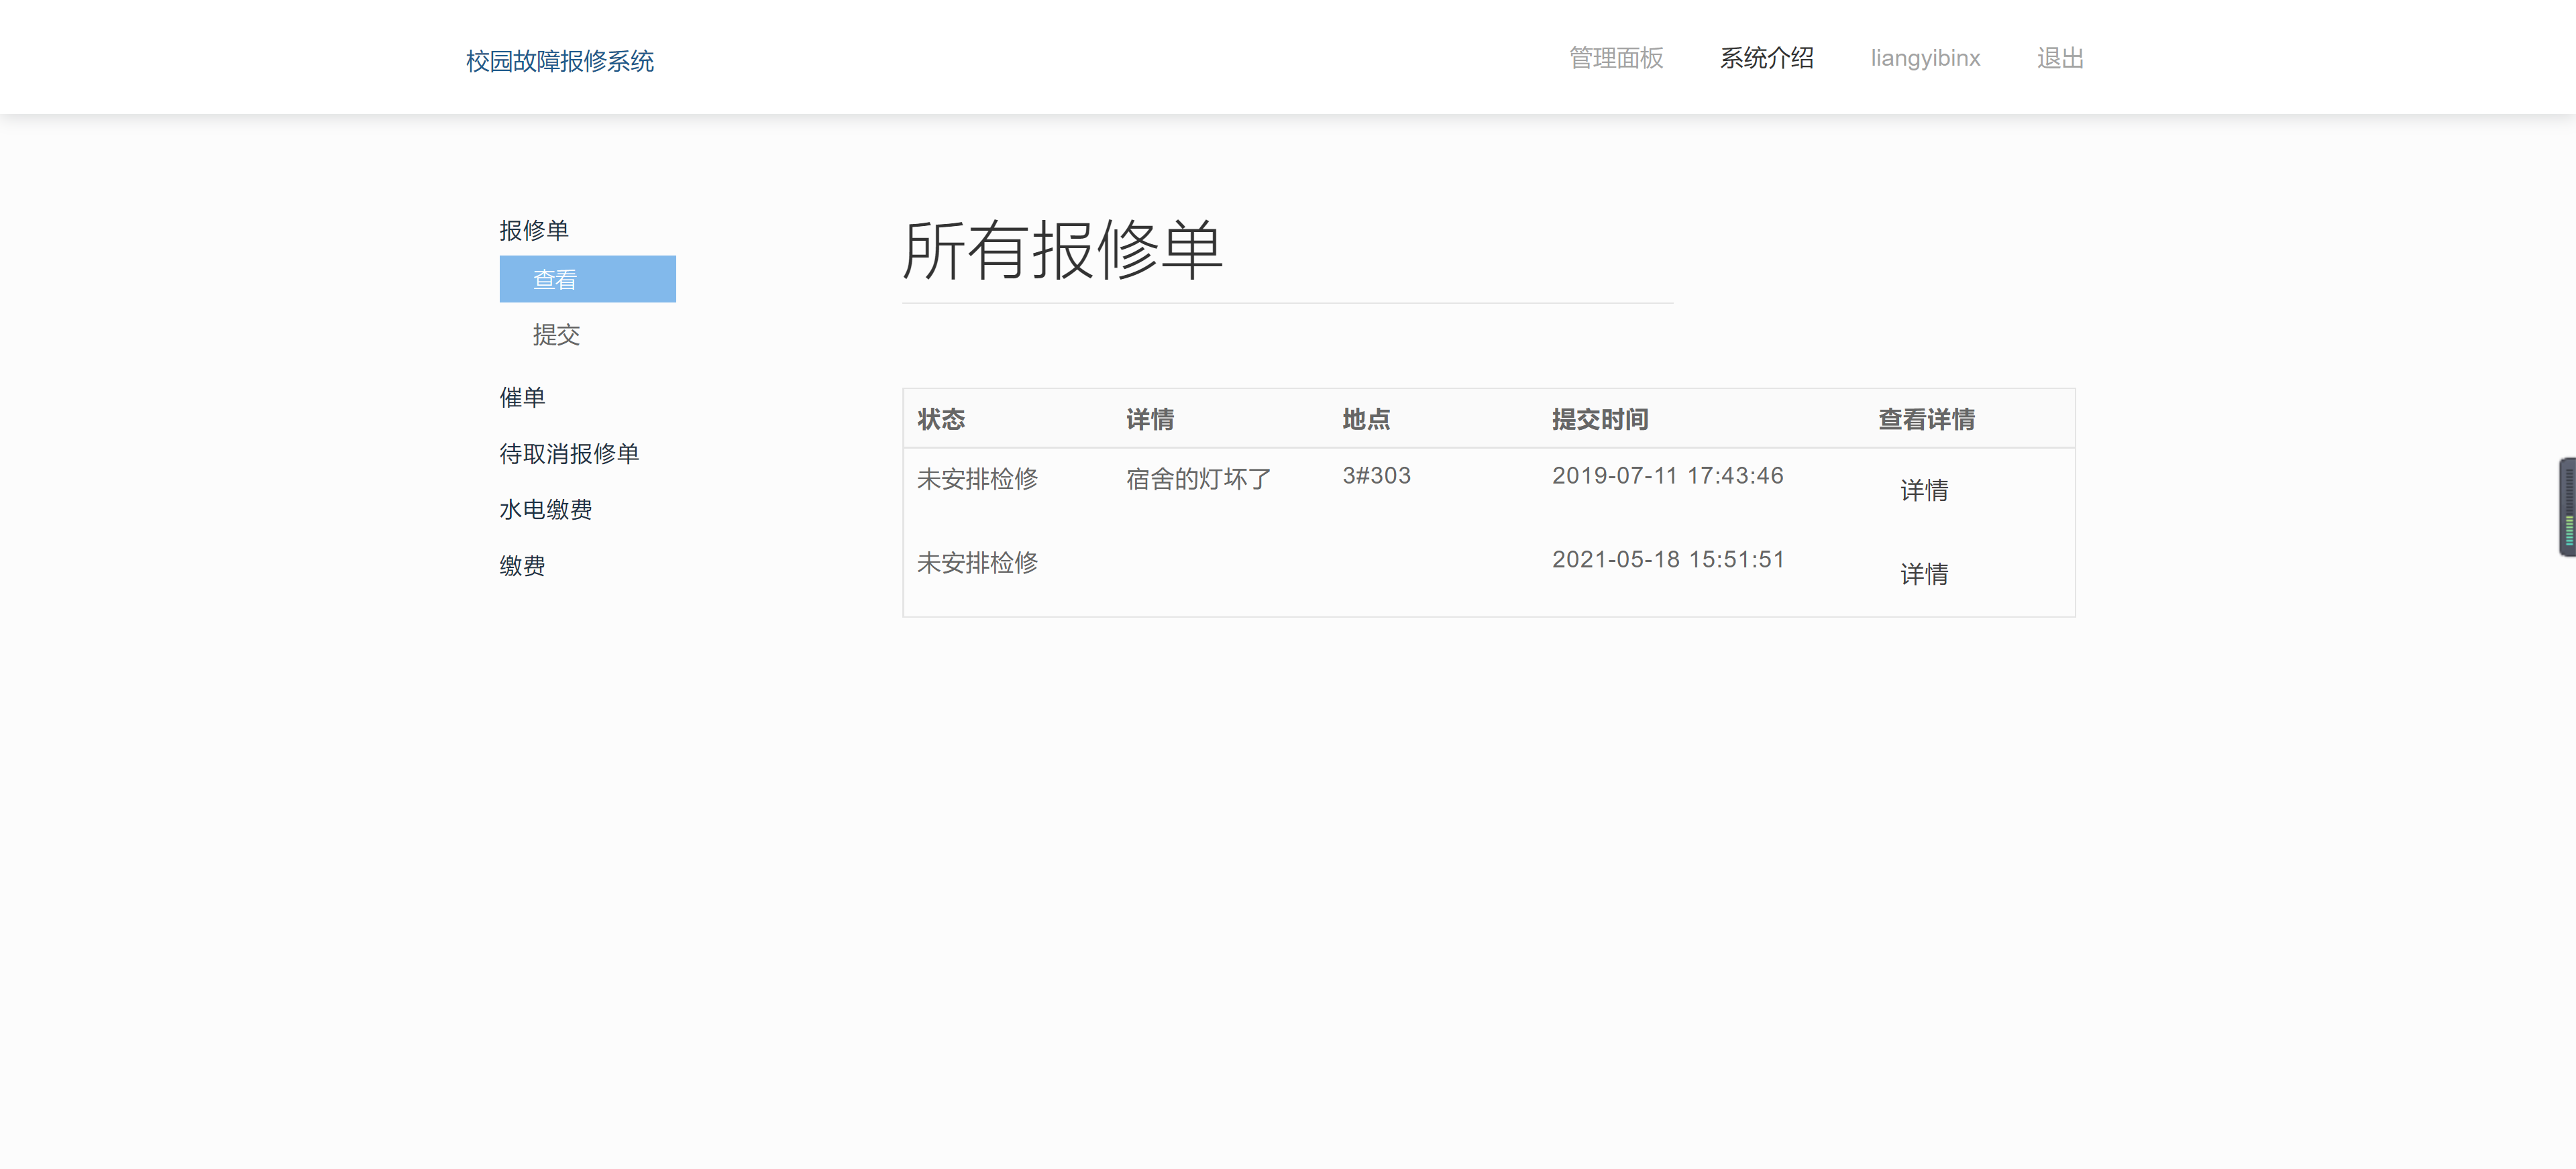 校园故障报修系统
管理面板 系统介绍 liangyibinx 退出
报修单
查看
提交
催单
待取消报修单
水电缴费
缴费
所有报修单
状态 详情 地点 提交时间 查看详情
未安排检修 宿舍的灯坏了 3#303 2019-07-11 17:43:46 详情
未安排检修 2021-05-18 15:51:51 详情